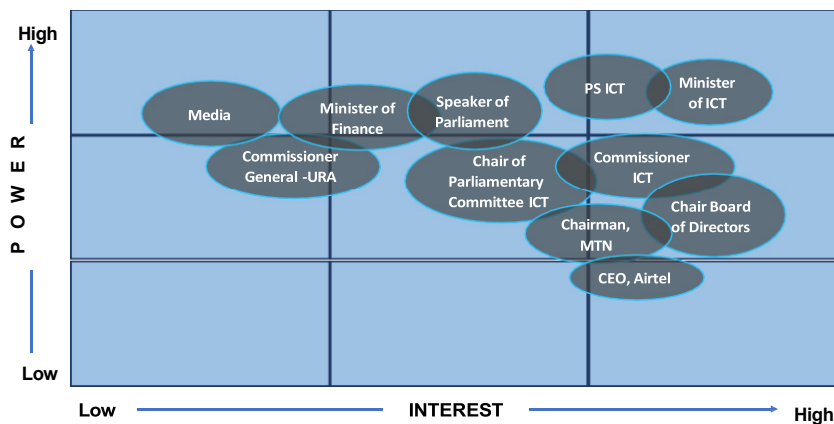 High
POWER
Low
Media
Minister of
Finance
Speaker of
Parliament
PS ICT
Minister
of ICT
Commissioner
General -URA
Chair of
Parliamentary
Committee ICT
Commissioner
ICT
Chair Board
of Directors
Chairman,
MTN
CEO, Airtel
Low
INTEREST
High